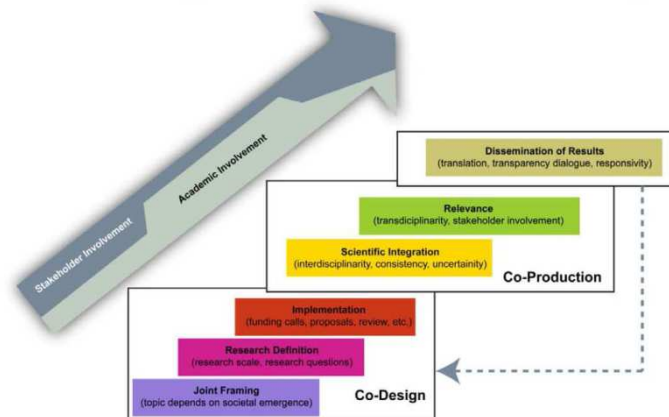 Stakeholder Involvement
Academic Involvement
Dissemination of Results
(translation, transparency dialogue, responsivity)
Relevance
(transdiciplinarity, stakeholder involvement)
Scientific Integration
(interdisciplinarity, consistency, uncertainity)
Co-Production
Implementation
(funding calls, proposals, review, etc.)
Research Definition
(research scale, research questions)
Joint Framing
(topic depends on societal emergence)
Co-Design